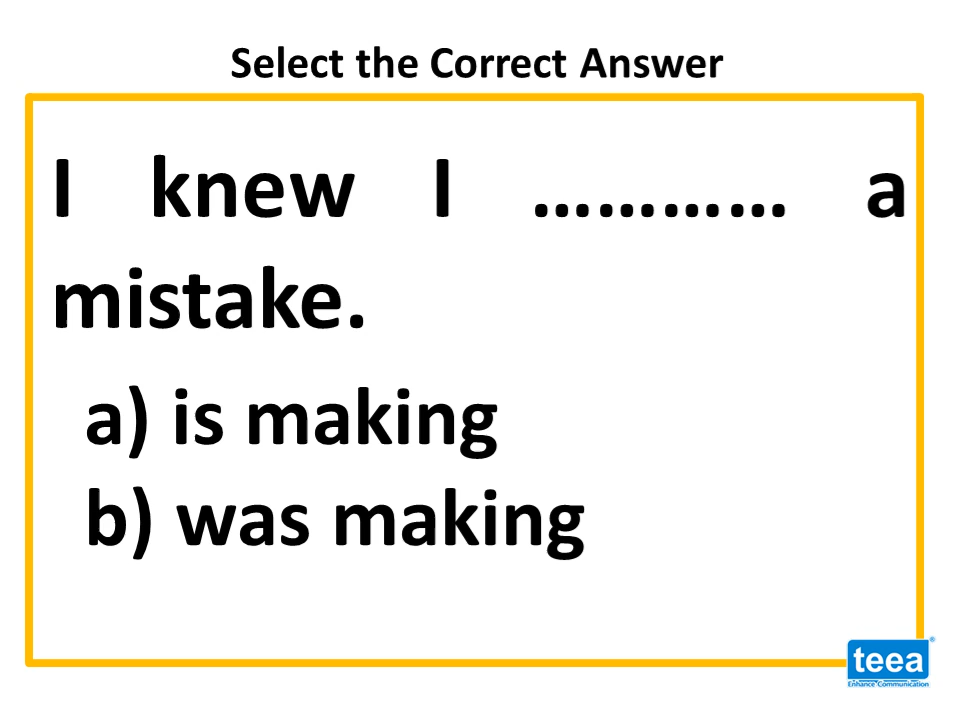 Select the Correct Answer
I knew I ………… a
mistake.
a) is making
b) was making
teea®
Enhance Communication